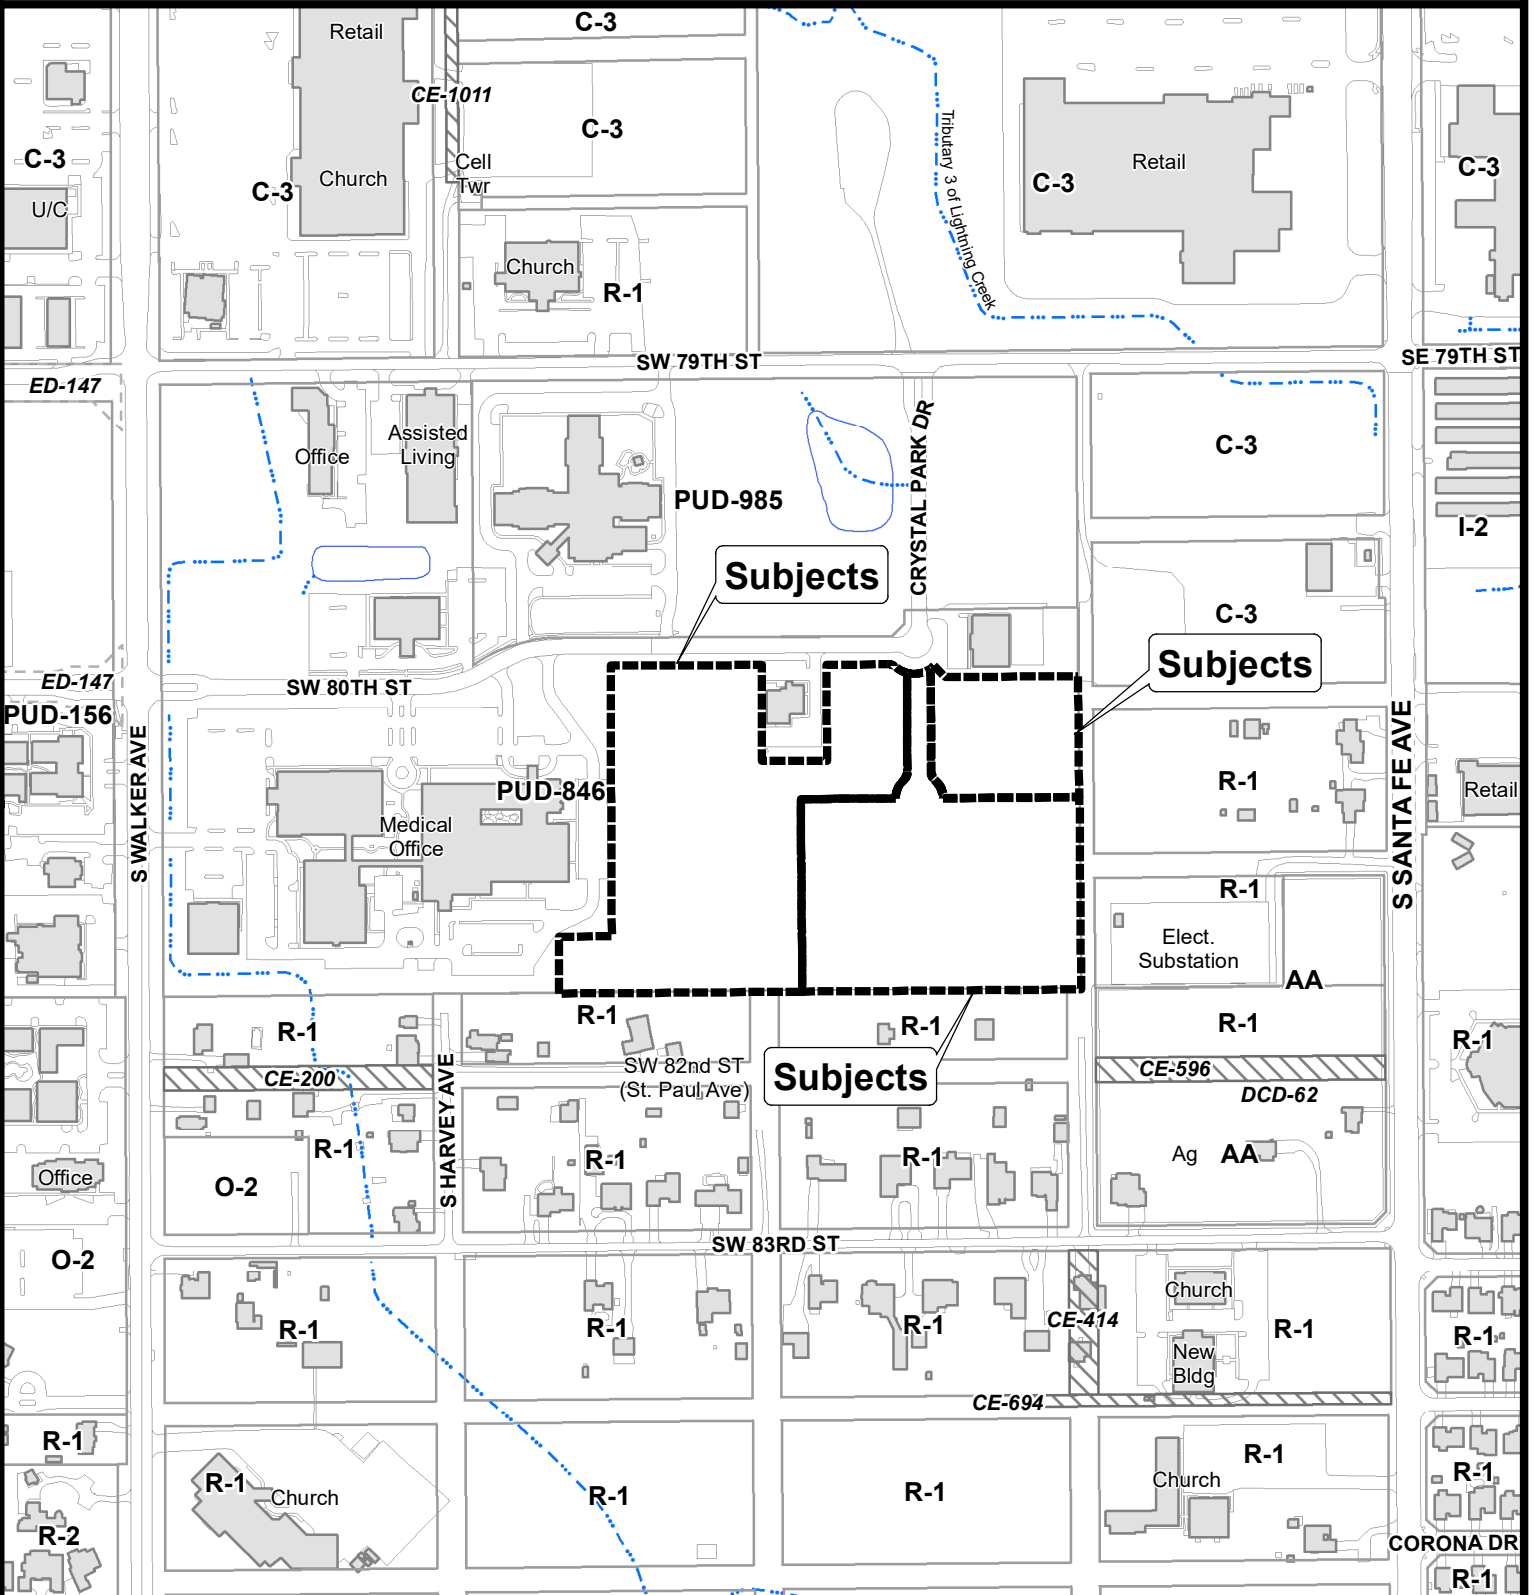 C-3
Retail
CE-1011
C-3
C-3
Cell
Twr
C-3
Church
C-3
U/C
Tributary 3 of Lightning Creek
Retail
C-3
C-3
Church
R-1
SW 79TH ST
SE 79TH ST
ED-147
Office
Assisted
Living
PUD-985
CRYSTAL PARK DR
C-3
I-2
Subjects
C-3
Subjects
ED-147
SW 80TH ST
PUD-156
S WALKER AVE
S SANTA FE AVE
PUD-846
Medical
Office
R-1
Retail
R-1
Elect.
Substation
AA
R-1
R-1
R-1
R-1
R-1
SW 82nd ST
(St. Paul Ave)
Subjects
CE-200
CE-596
DCD-62
S HARVEY AVE
R-1
R-1
R-1
Ag
AA
Office
O-2
O-2
SW 83RD ST
Church
R-1
R-1
R-1
CE-414
R-1
R-1
New
Bldg
CE-694
R-1
R-1
Church
R-1
R-1
R-1
Church
R-1
R-2
CORONA DR
R-1